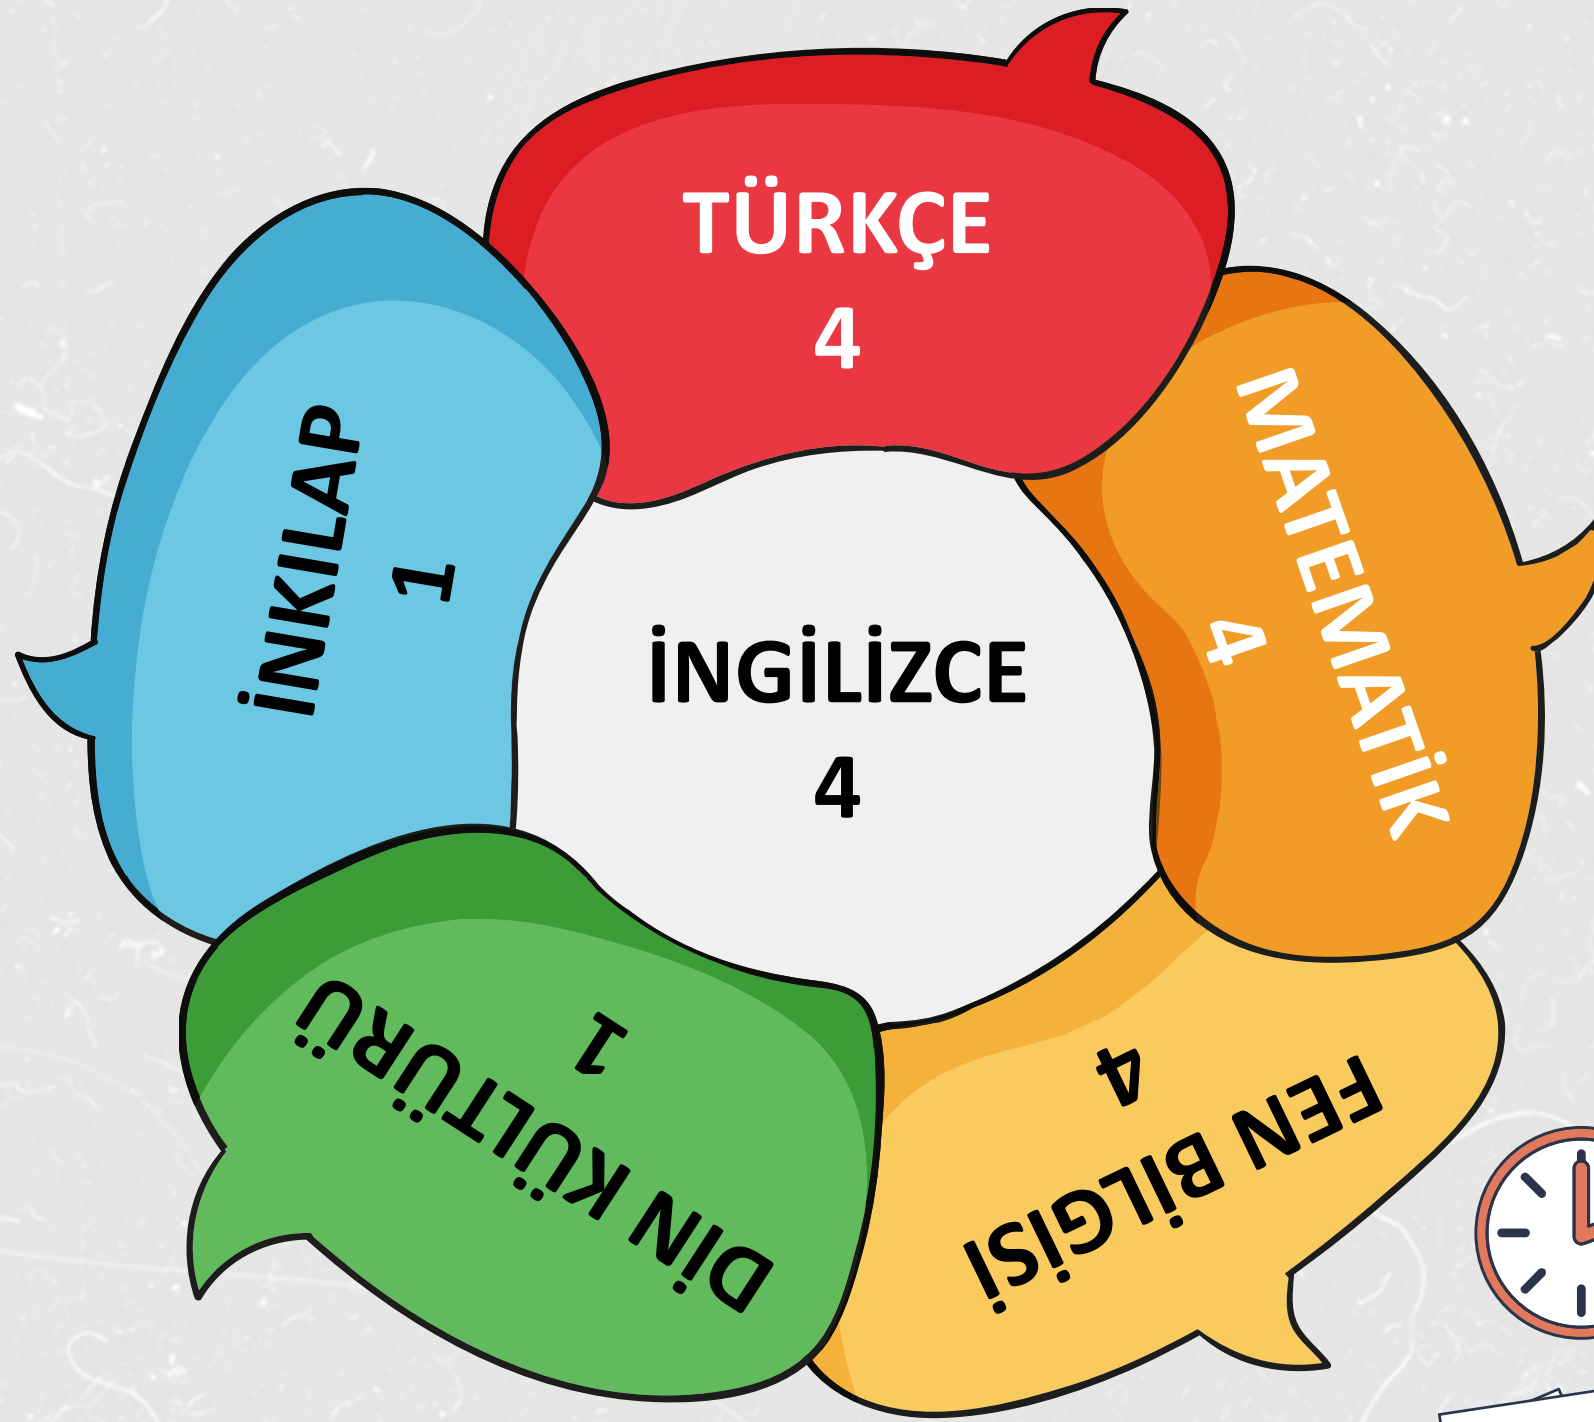 TÜRKÇE
4
MATEMATİK
4
FEN BİLGİSİ
4
DİN KÜLTÜRÜ
1
İNKILAP
1
İNGİLİZCE
4